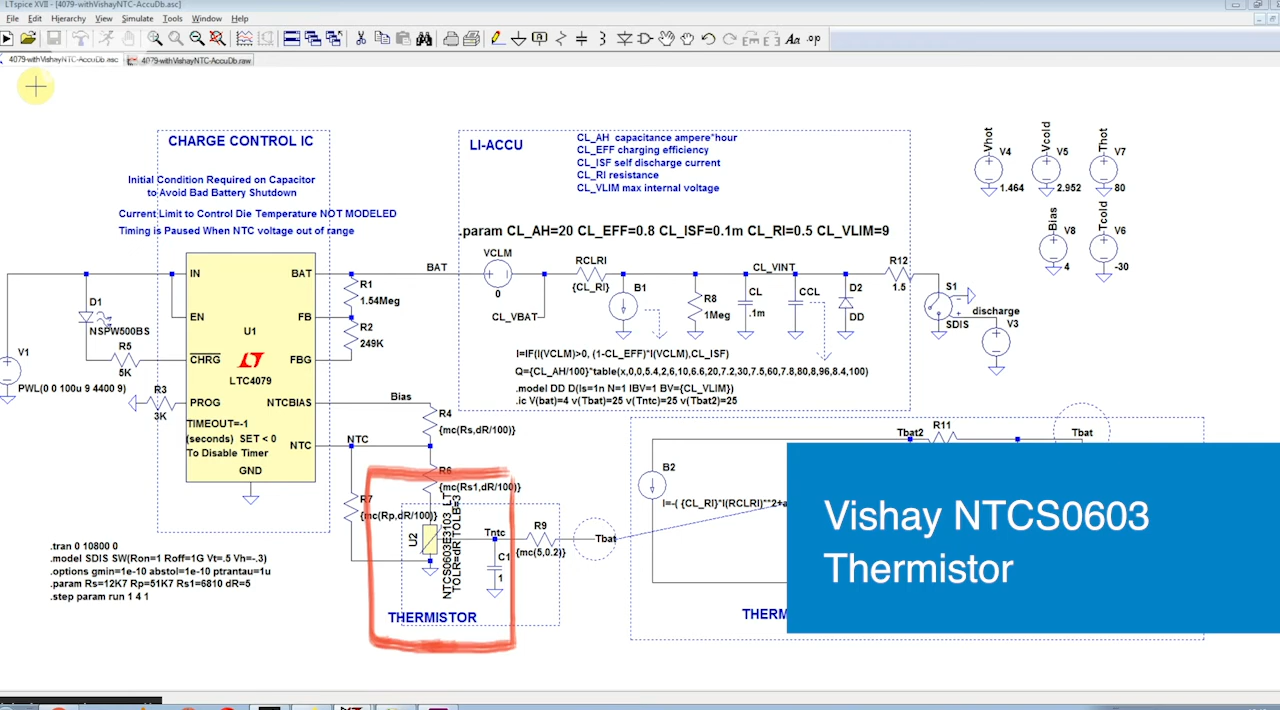 LTspice XVII - [4079-withVishayNTC-AccuDb.asc]
File Edit Hierarchy View Simulate Tools Window Help
4079-withVishayNTC-AccuDb.asc 4079-withVishayNTC-AccuDb.raw
CHARGE CONTROL IC
Initial Condition Required on Capacitor
to Avoid Bad Battery Shutdown
Current Limit to Control Die Temperature NOT MODELED
Timing is Paused When NTC voltage out of range
LI-ACCU
CL_AH capacitance ampere*hour
CL_EFF charging efficiency
CL_ISF self discharge current
CL_RI resistance
CL_VLIM max internal voltage
.param CL_AH=20 CL_EFF=0.8 CL_ISF=0.1m CL_RI=0.5 CL_VLIM=9
Vhot
V4
1.464
Vcold
V5
2.952
Thot
V7
80
Bias
V8
4
Tcold
V6
-30
IN
EN
CHRG
PROG
TIMEOUT=-1
(seconds) SET < 0
To Disable Timer
GND
U1
LT
LTC4079
BAT
FB
FBG
NTCBIAS
NTC
D1
NSPW500BS
R5
5K
V1
PWL(0 0 100u 9 4400 9)
R3
3K
R1
1.54Meg
R2
249K
BAT
VCLM
0
CL_VBAT
RCLRI
{CL_RI}
B1
R8
1Meg
CL_VINT
CL
.1m
CCL
D2
DD
R12
1.5
S1
SDIS
discharge
V3
I=IF(I(VCLM)>0, (1-CL_EFF)*I(VCLM),CL_ISF)
Q={CL_AH/100}*table(x,0,0,5.4,2,6,10,6.6,20,7.2,30,7.5,60,7.8,80,8,96,8.4,100)
.model DD D(Is=1n N=1 IBV=1 BV={CL_VLIM})
.ic V(bat)=4 v(Tbat)=25 v(Tntc)=25 v(Tbat2)=25
Bias
R4
{mc(Rs,dR/100)}
NTC
R6
{mc(Rs1,dR/100)}
R7
{mc(Rp,dR/100)}
U2
NTCS0603E3103_LT
TOLR=dR TOLB=3
Tntc
C1
1
R9
{mc(5,0.2)}
Tbat
THERMISTOR
Tbat2
R11
Tbat
B2
I=-( {CL_RI}*I(RCLRI)**2+a
THERM
.tran 0 10800 0
.model SDIS SW(Ron=1 Roff=1G Vt=.5 Vh=-.3)
.options gmin=1e-10 abstol=1e-10 ptrantau=1u
.param Rs=12K7 Rp=51K7 Rs1=6810 dR=5
.step param run 1 4 1
Vishay NTCS0603
Thermistor